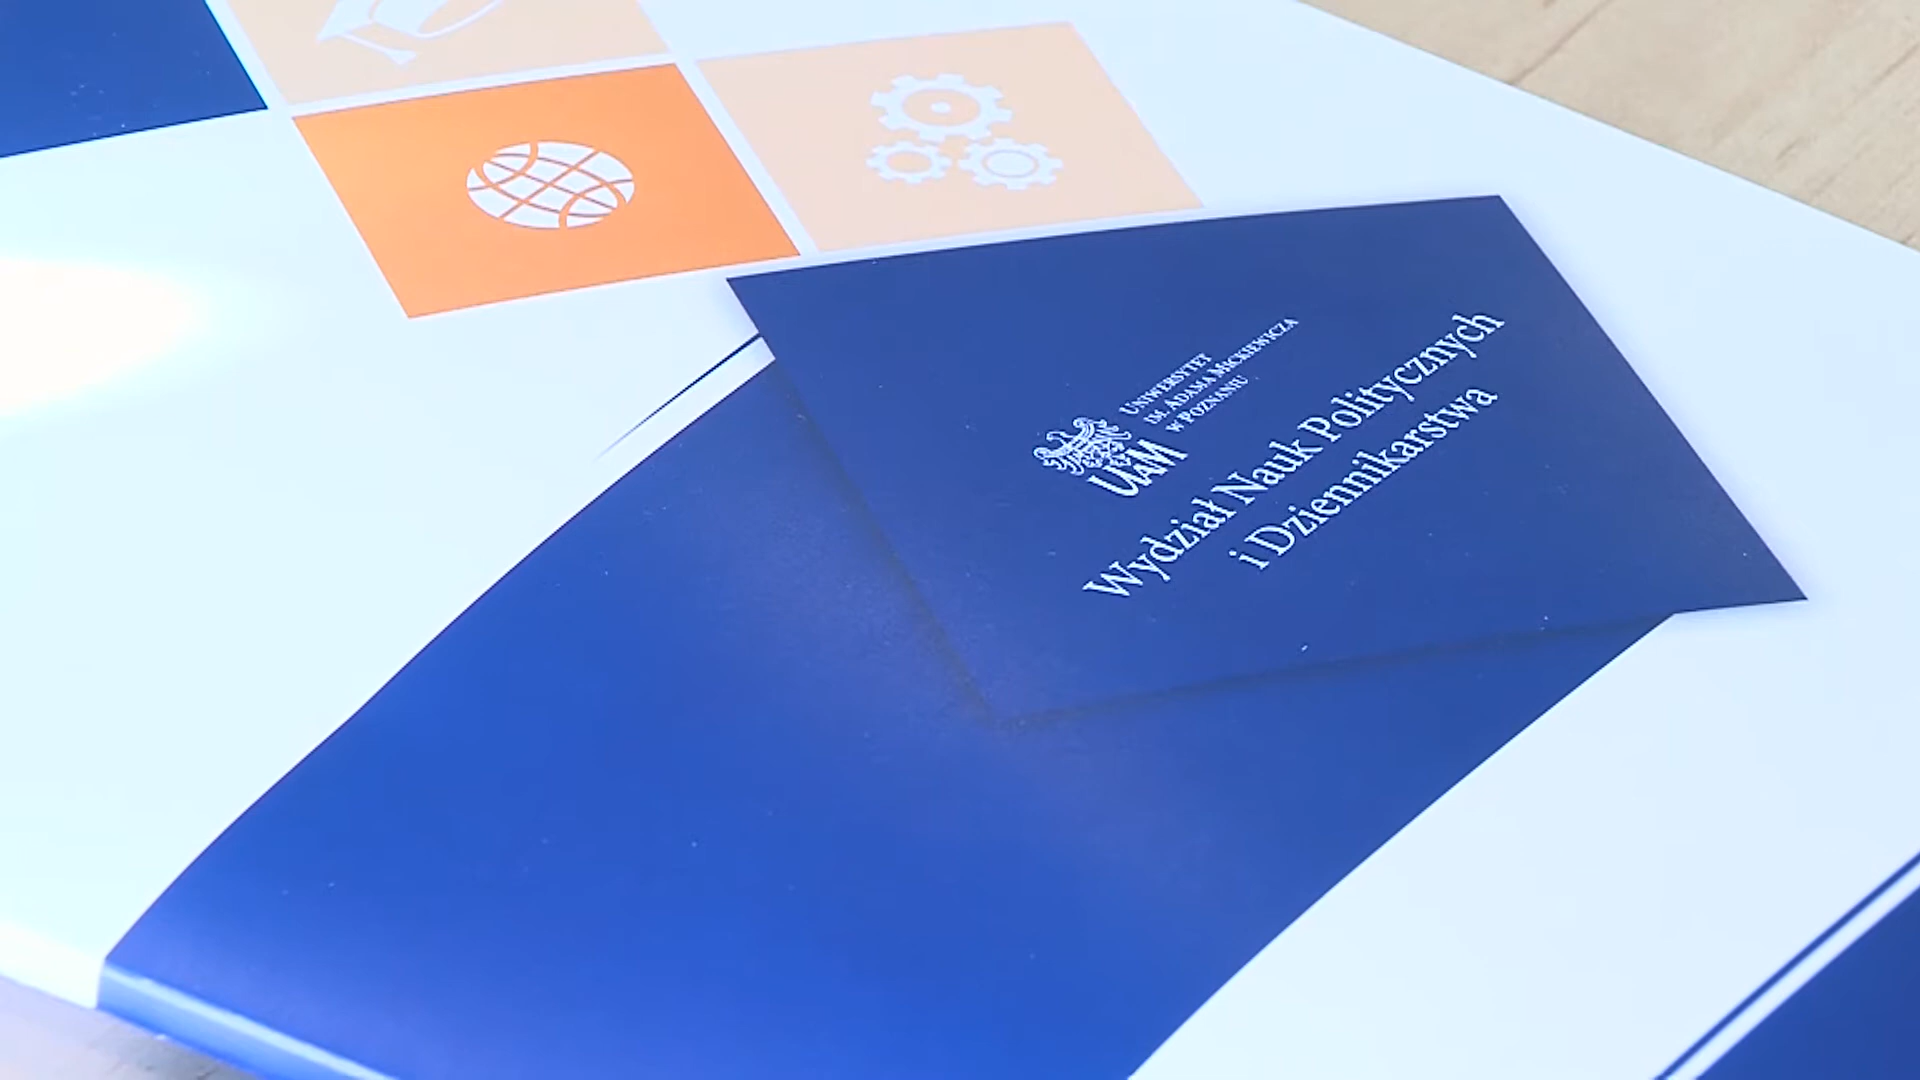 UNIWERSYTET
IM. ADAMA MICKIEWICZA
W POZNANIU
UAM
Wydział Nauk Politycznych
i Dziennikarstwa